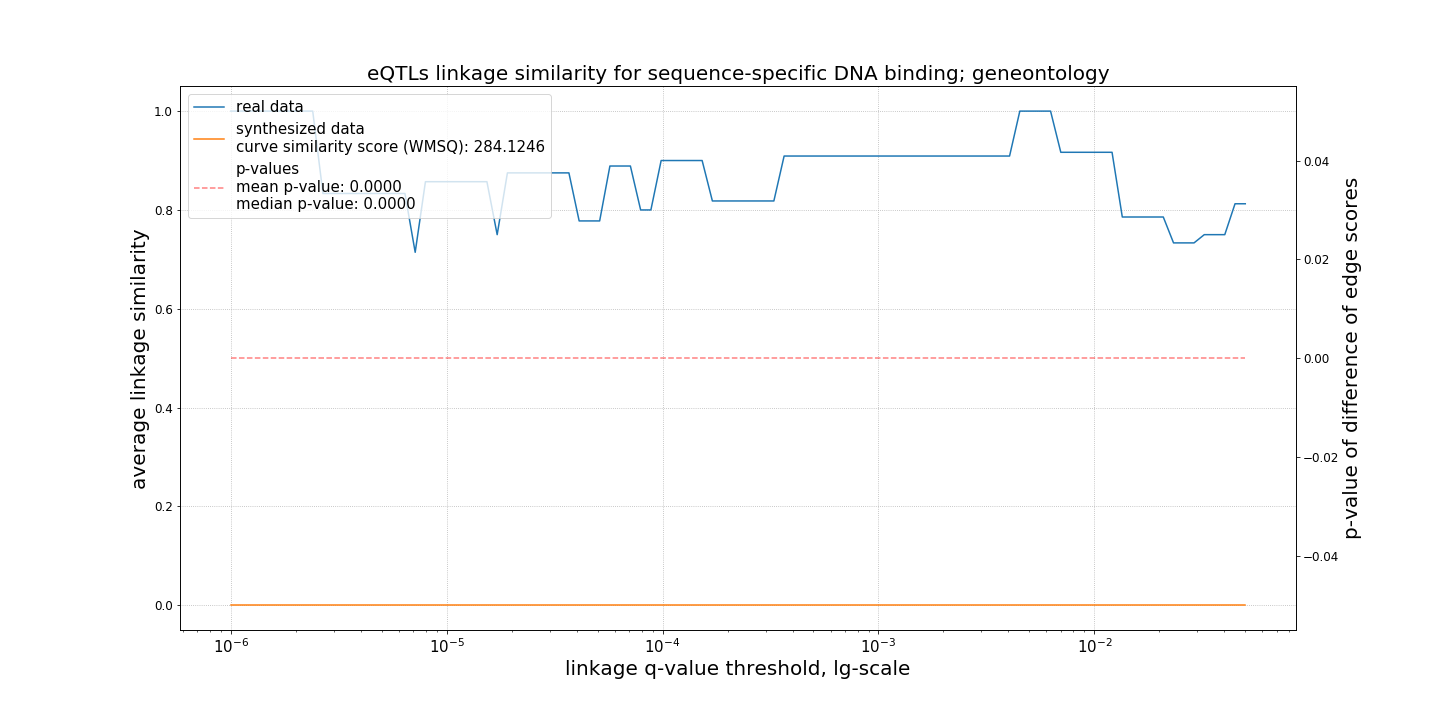 eQTLs linkage similarity for sequence-specific DNA binding; geneontology
real data
synthesized data
curve similarity score (WMSQ): 284.1246
p-values
mean p-value: 0.0000
median p-value: 0.0000
average linkage similarity
1.0
0.8
0.6
0.4
0.2
0.0
0.04
0.02
0.00
−0.02
−0.04
p-value of difference of edge scores
10⁻⁶ 10⁻⁵ 10⁻⁴ 10⁻³ 10⁻²
linkage q-value threshold, lg-scale